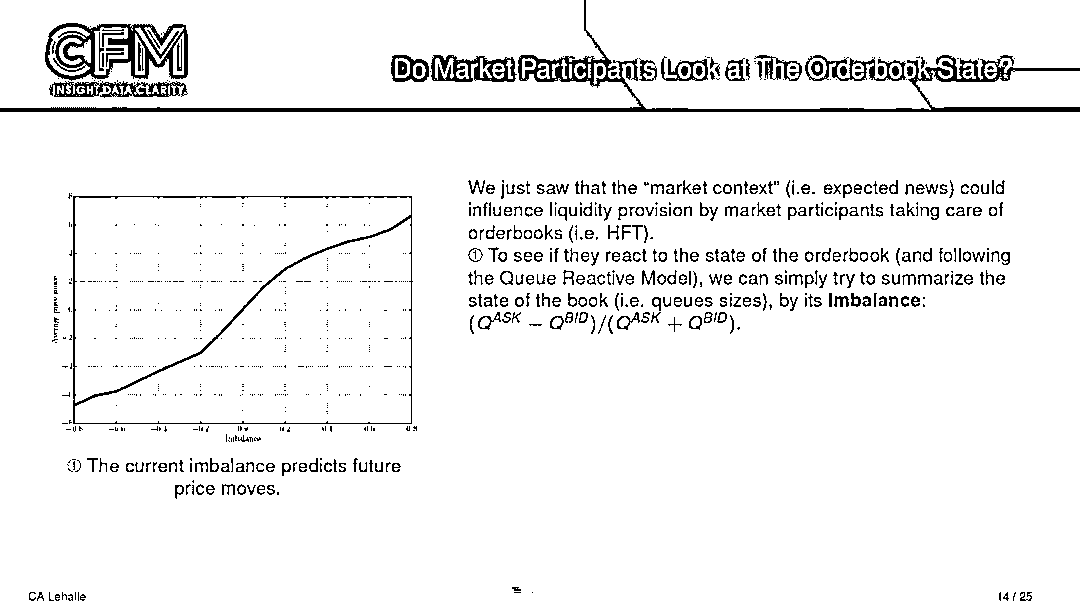 CFM
INSIGHT DATA CLARITY
Do Market Participants Look at The Orderbook State?
We just saw that the “market context” (i.e. expected news) could
influence liquidity provision by market participants taking care of
orderbooks (i.e. HFT).
① To see if they react to the state of the orderbook (and following
the Queue Reactive Model), we can simply try to summarize the
state of the book (i.e. queues sizes), by its Imbalance:
(Q^ASK − Q^BID)/(Q^ASK + Q^BID).
Imbalance
① The current imbalance predicts future
price moves.
CA Lehalle
14 / 25